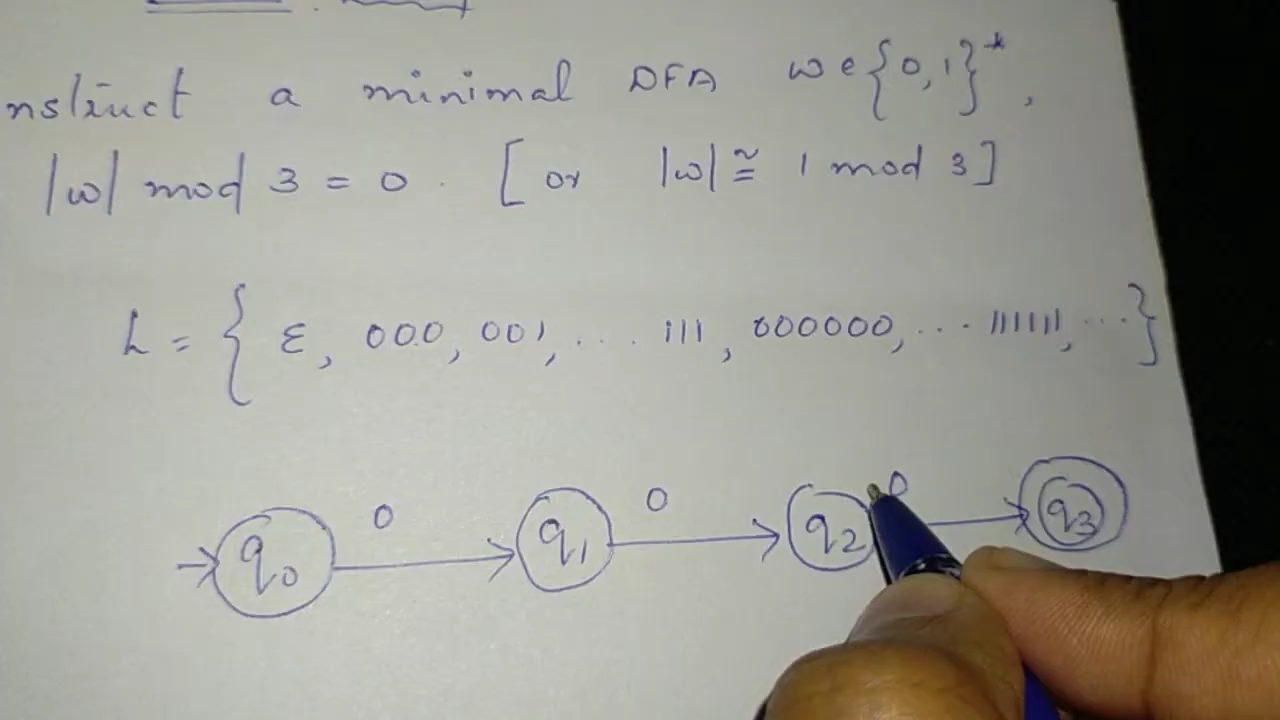 nstruct a minimal DFA w ∈ {0,1}*,
|w| mod 3 = 0. [or |w| ≅ 1 mod 3]
L = { ε, 000, 001, ... 111, 000000, ... 111111, ... }
0 0 0
q0 q1 q2 q3